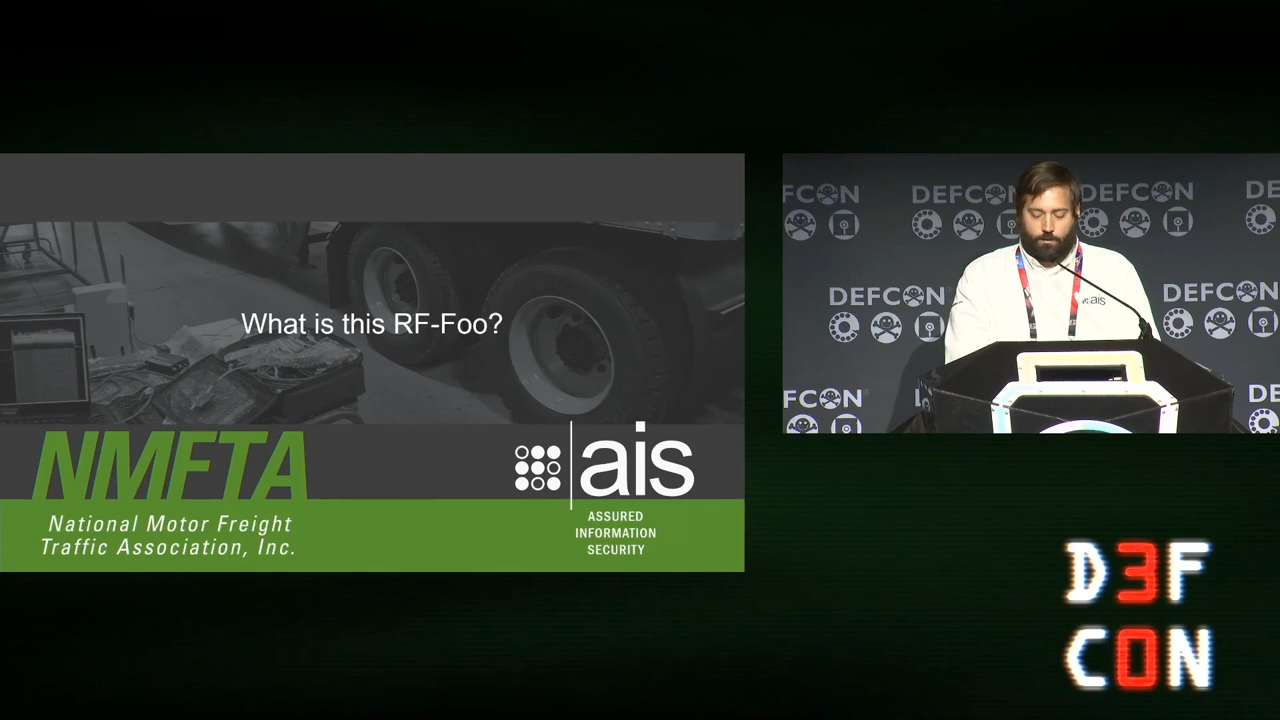 What is this RF-Foo?
NMFTA
National Motor Freight
Traffic Association, Inc.
ais
ASSURED
INFORMATION
SECURITY
DEFCON
DEFCON
DEFCON
DEFCON
DEFCON
ais
D3F
C0N